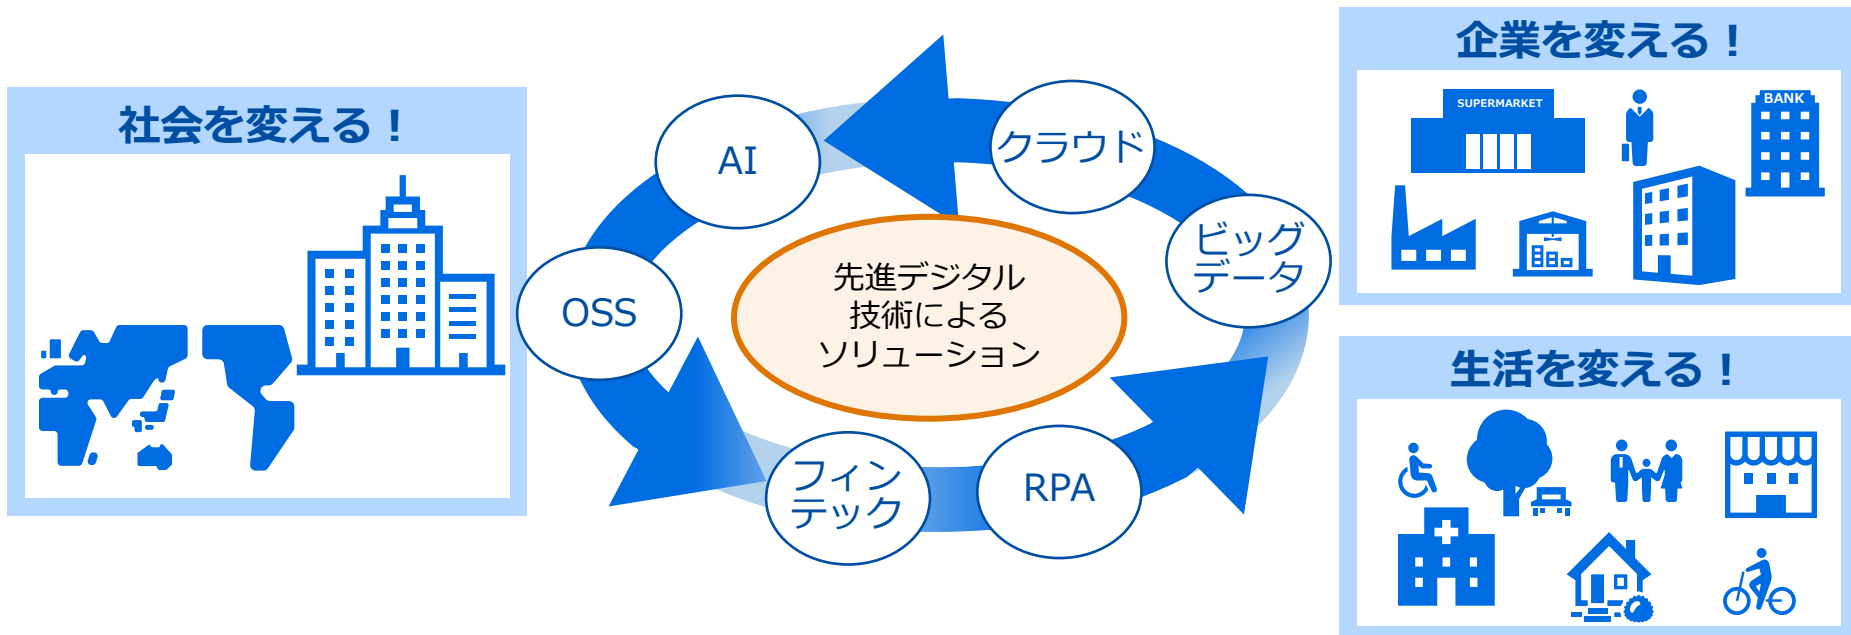 社会を変える！
AI
クラウド
ビッグ
データ
OSS
先進デジタル
技術による
ソリューション
フィン
テック
RPA
企業を変える！
SUPERMARKET
BANK
生活を変える！